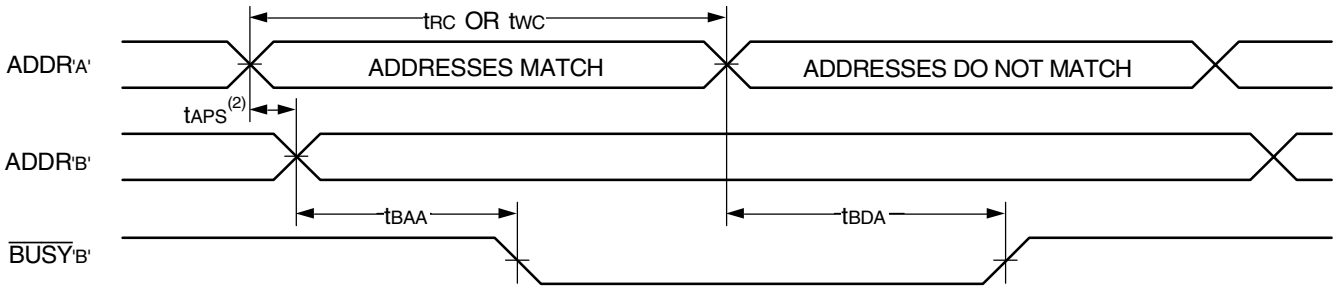 tRC OR tWC
ADDR'A' ADDRESSES MATCH ADDRESSES DO NOT MATCH
tAPS(2)
ADDR'B'
tBAA tBDA
BUSY'B'